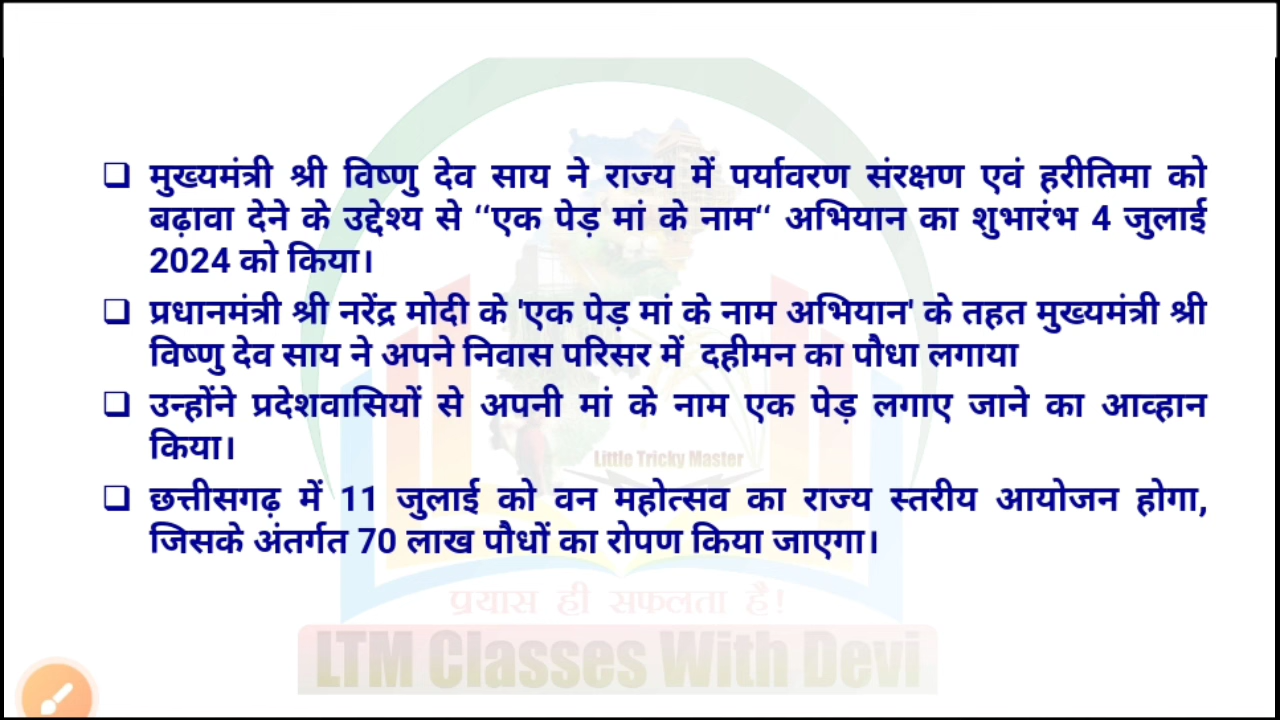 ❑ मुख्यमंत्री श्री विष्णु देव साय ने राज्य में पर्यावरण संरक्षण एवं हरीतिमा को
बढ़ावा देने के उद्देश्य से ‘‘एक पेड़ मां के नाम‘‘ अभियान का शुभारंभ 4 जुलाई
2024 को किया।
❑ प्रधानमंत्री श्री नरेंद्र मोदी के 'एक पेड़ मां के नाम अभियान' के तहत मुख्यमंत्री श्री
विष्णु देव साय ने अपने निवास परिसर में दहीमन का पौधा लगाया
❑ उन्होंने प्रदेशवासियों से अपनी मां के नाम एक पेड़ लगाए जाने का आव्हान
किया।
Little Tricky Master
❑ छत्तीसगढ़ में 11 जुलाई को वन महोत्सव का राज्य स्तरीय आयोजन होगा,
जिसके अंतर्गत 70 लाख पौधों का रोपण किया जाएगा।
प्रयास ही सफलता है!
LTM Classes With Devi